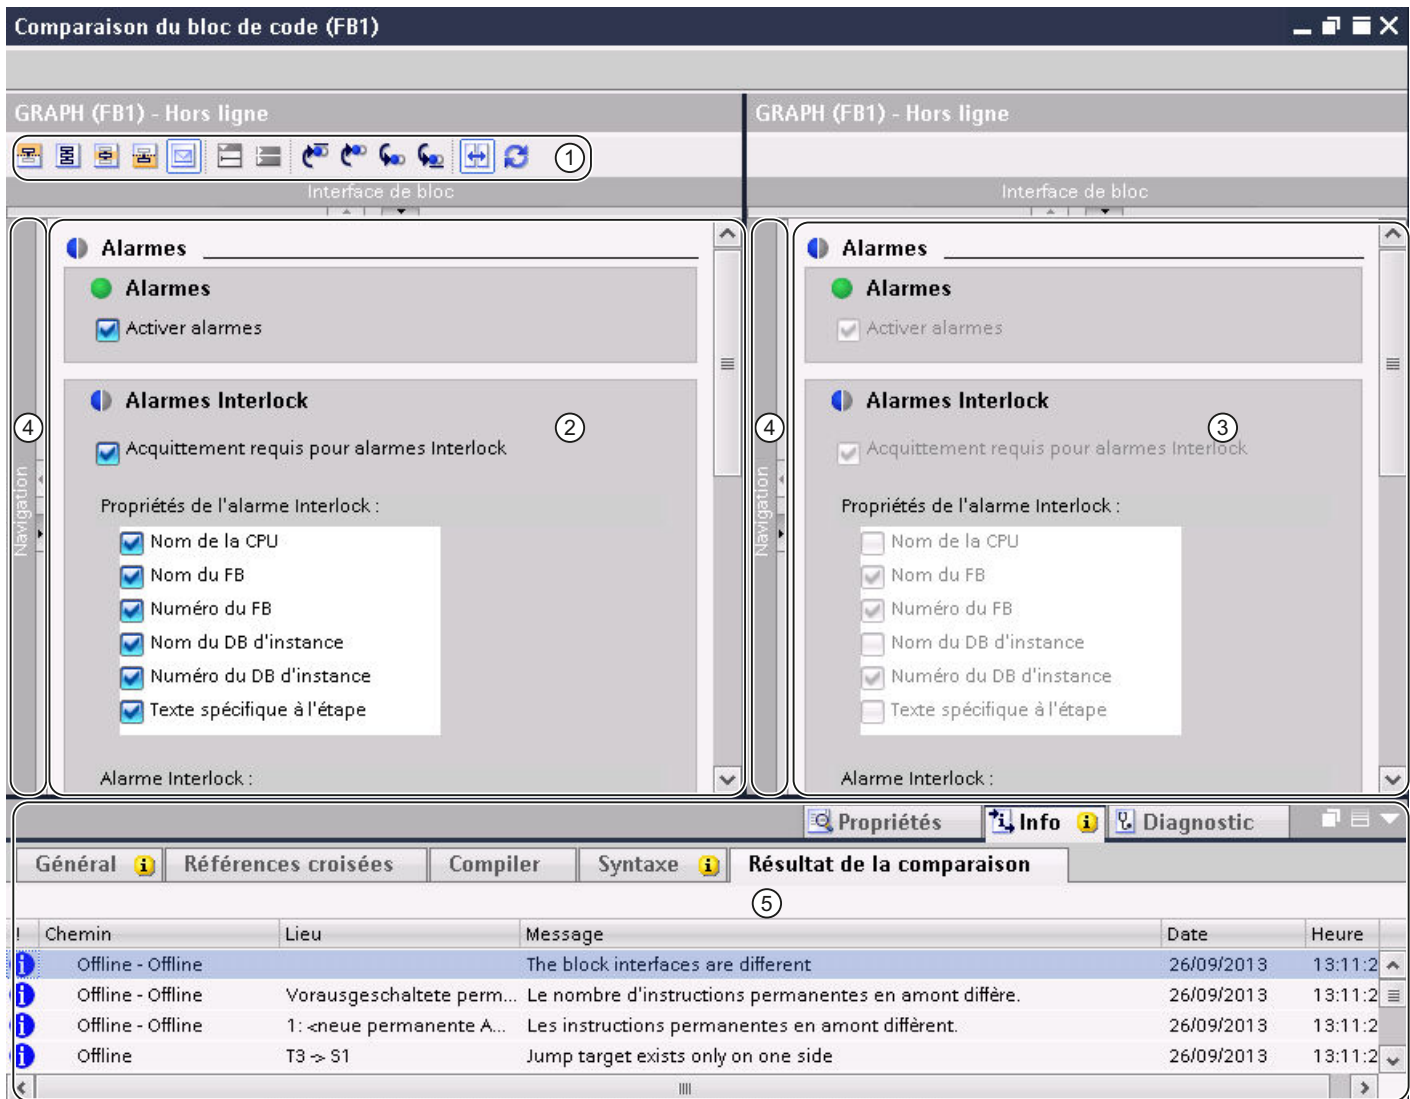 Comparaison du bloc de code (FB1)
GRAPH (FB1) - Hors ligne
GRAPH (FB1) - Hors ligne
1
Interface de bloc
Interface de bloc
Alarmes
Alarmes
Activer alarmes
Alarmes Interlock
2
4
Acquittement requis pour alarmes Interlock
Navigation
Propriétés de l'alarme Interlock :
Nom de la CPU
Nom du FB
Numéro du FB
Nom du DB d'instance
Numéro du DB d'instance
Texte spécifique à l'étape
Alarme Interlock :
Alarmes
Alarmes
Activer alarmes
Alarmes Interlock
3
4
Acquittement requis pour alarmes Interlock
Navigation
Propriétés de l'alarme Interlock :
Nom de la CPU
Nom du FB
Numéro du FB
Nom du DB d'instance
Numéro du DB d'instance
Texte spécifique à l'étape
Alarme Interlock :
Propriétés Info Diagnostic
Général Références croisées Compiler Syntaxe Résultat de la comparaison
5
! Chemin Lieu Message Date Heure
Offline - Offline The block interfaces are different 26/09/2013 13:11:2
Offline - Offline Vorausgeschaltete perm... Le nombre d'instructions permanentes en amont diffère. 26/09/2013 13:11:2
Offline - Offline 1: <neue permanente A... Les instructions permanentes en amont diffèrent. 26/09/2013 13:11:2
Offline T3 -> S1 Jump target exists only on one side 26/09/2013 13:11:2